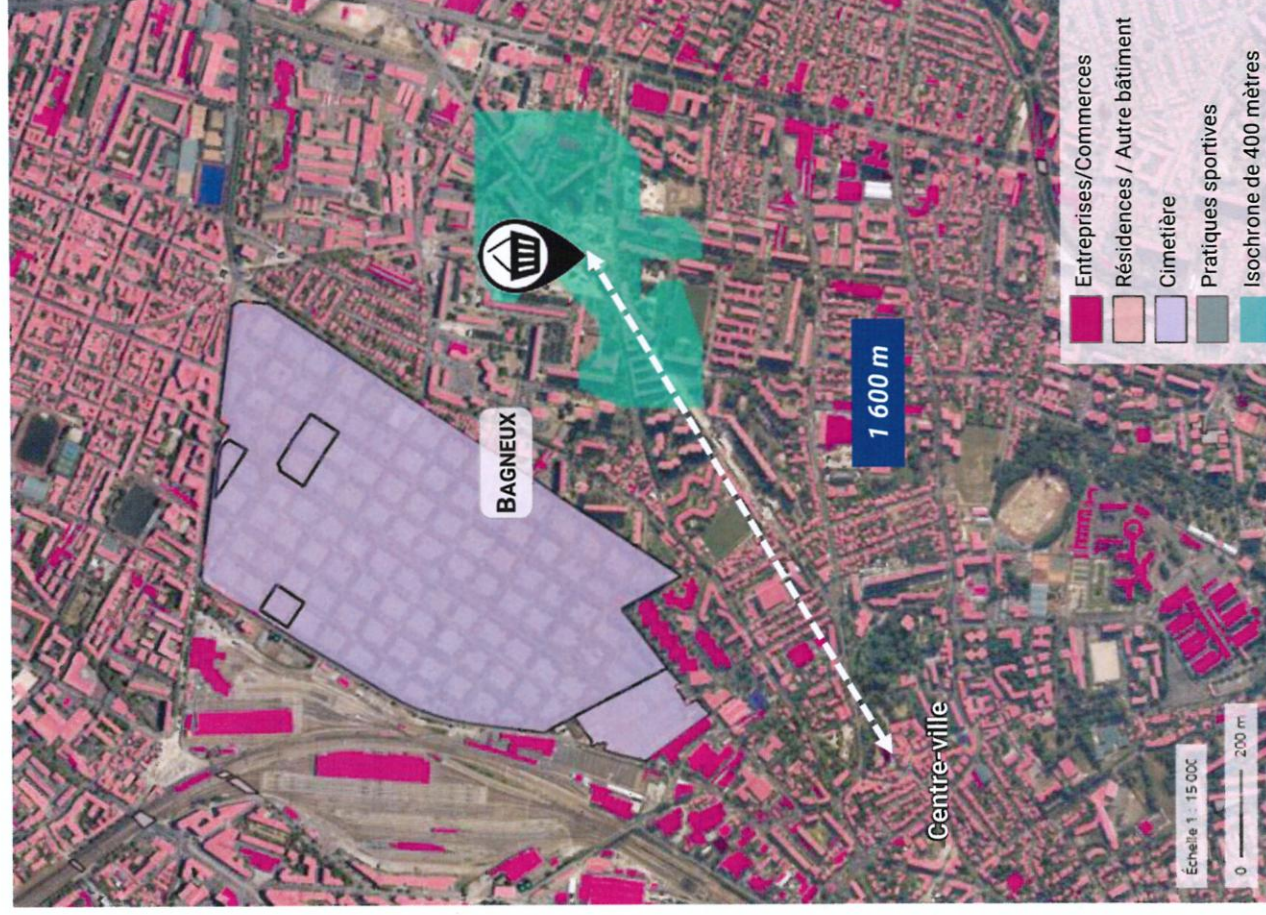 BAGNEUX
1 600 m
Centre-ville
Entreprises/Commerces
Résidences / Autre bâtiment
Cimetière
Pratiques sportives
Isochrone de 400 mètres
Échelle 1 : 15 000
0 200 m